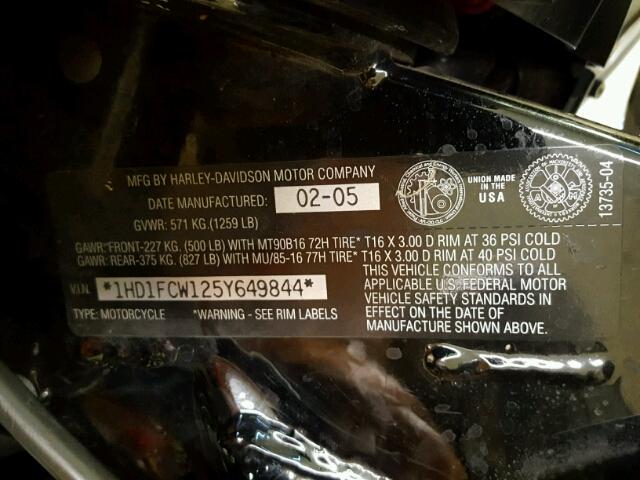 MFG BY HARLEY-DAVIDSON MOTOR COMPANY
DATE MANUFACTURED: 02-05
GVWR: 571 KG.(1259 LB)
UNION MADE
IN THE
USA
13735-04
GAWR: FRONT-227 KG. (500 LB) WITH MT90B16 72H TIRE* T16 X 3.00 D RIM AT 36 PSI COLD
GAWR: REAR-375 KG. (827 LB) WITH MU/85-16 77H TIRE* T16 X 3.00 D RIM AT 40 PSI COLD
V.I.N. *1HD1FCW125Y649844*
TYPE: MOTORCYCLE *WARNING - SEE RIM LABELS
THIS VEHICLE CONFORMS TO ALL
APPLICABLE U.S. FEDERAL MOTOR
VEHICLE SAFETY STANDARDS IN
EFFECT ON THE DATE OF
MANUFACTURE SHOWN ABOVE.